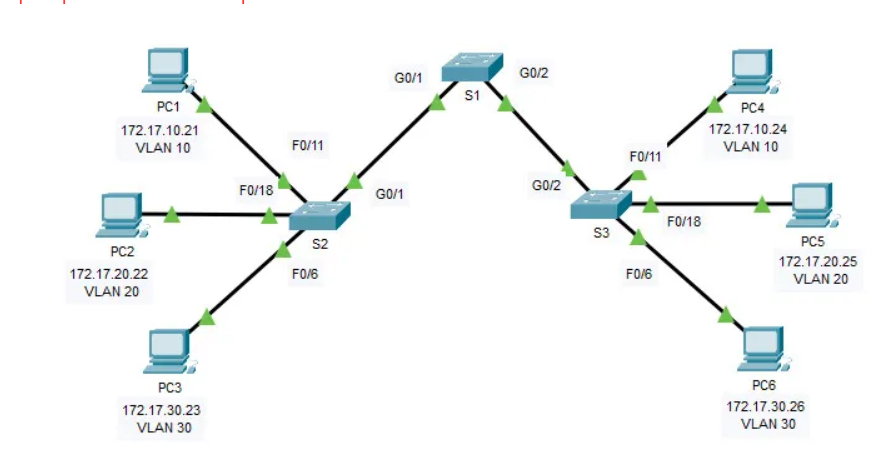 G0/1
G0/2
S1
PC1
172.17.10.21
VLAN 10
PC4
172.17.10.24
VLAN 10
F0/11
F0/11
F0/18
G0/1
G0/2
S2
PC2
172.17.20.22
VLAN 20
F0/18
S3
PC5
172.17.20.25
VLAN 20
F0/6
F0/6
PC3
172.17.30.23
VLAN 30
PC6
172.17.30.26
VLAN 30